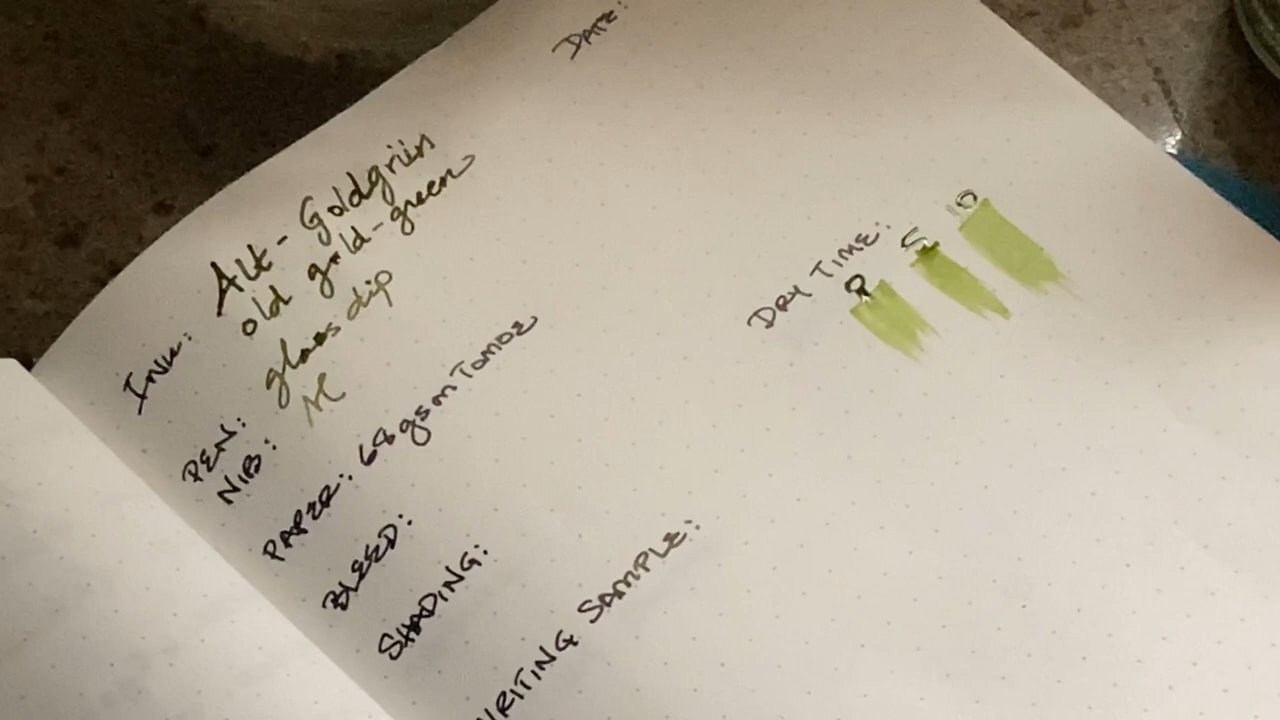 DATE:
INK: Alt-Goldgrün
old gold-green
PEN: glass dip
NIB:
PAPER: 68gsm Tomoe
BLEED:
SHADING:
WRITING SAMPLE:
DRY TIME:
5 10